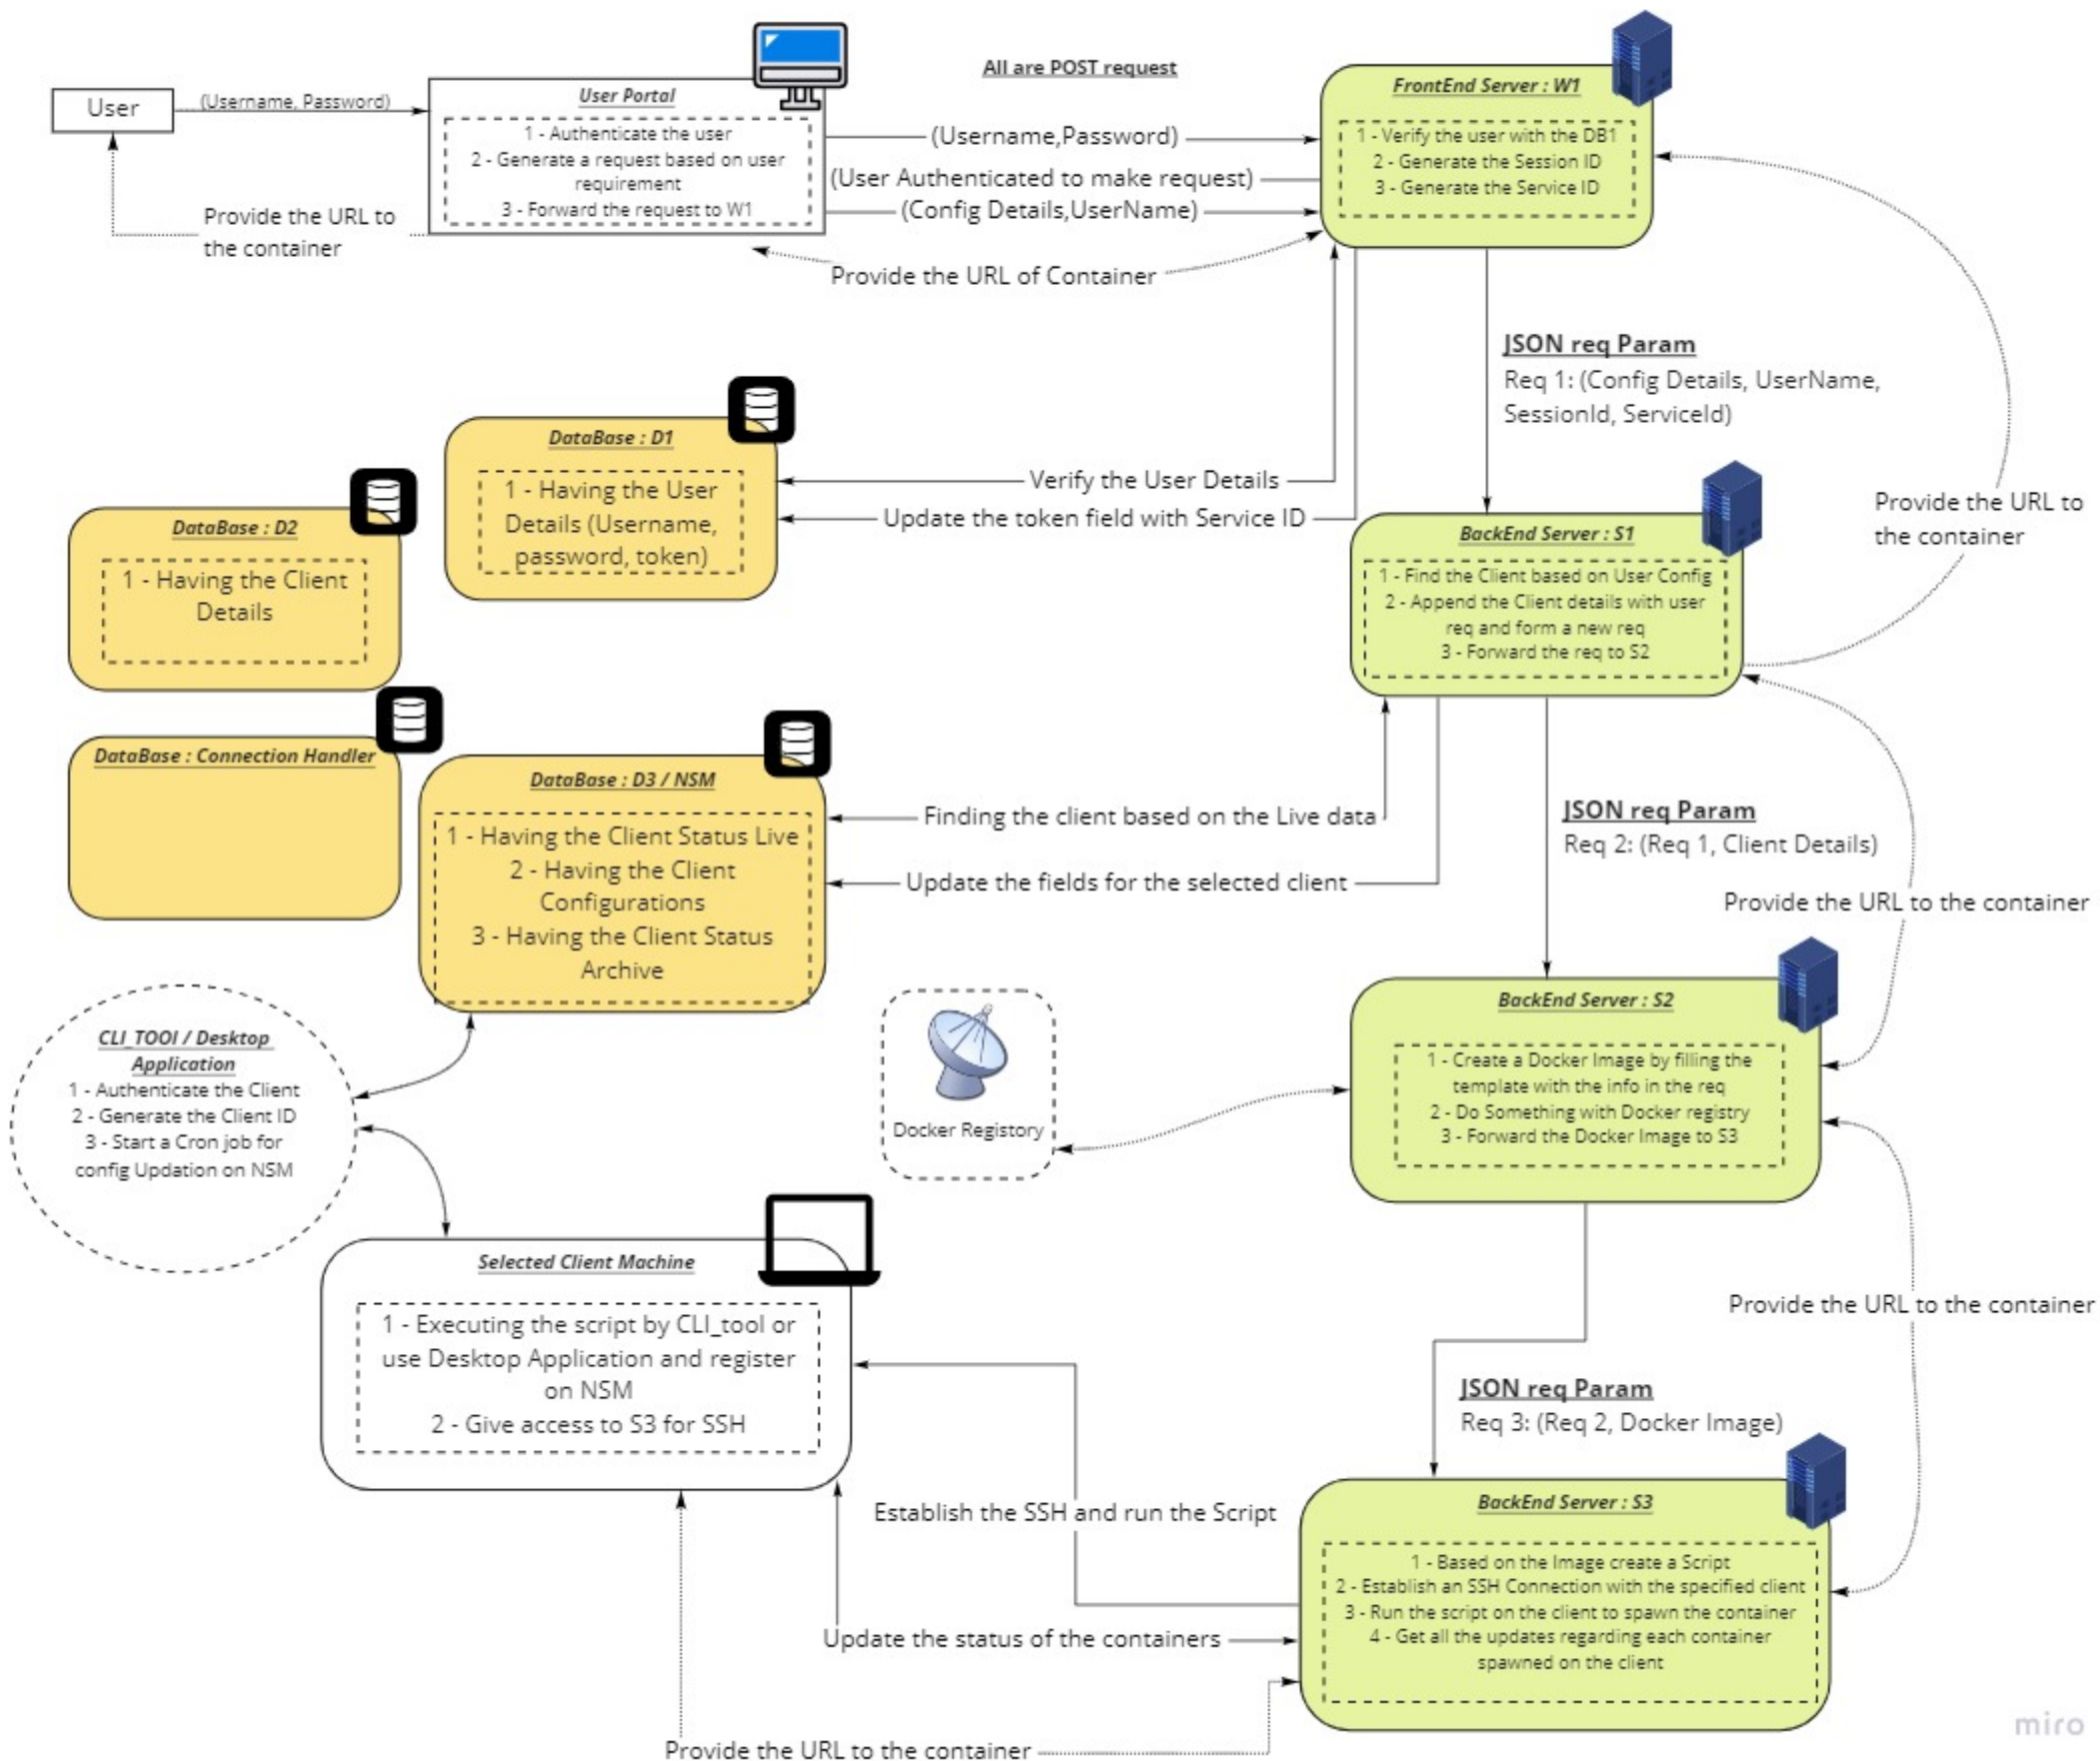 All are POST request
User
(Username, Password)
User Portal
1 - Authenticate the user
2 - Generate a request based on user
requirement
3 - Forward the request to W1
(Username,Password)
(User Authenticated to make request)
(Config Details,UserName)
FrontEnd Server : W1
1 - Verify the user with the DB1
2 - Generate the Session ID
3 - Generate the Service ID
Provide the URL to
the container
Provide the URL of Container
JSON req Param
Req 1: (Config Details, UserName,
SessionId, ServiceId)
DataBase : D1
1 - Having the User
Details (Username,
password, token)
Verify the User Details
Update the token field with Service ID
Provide the URL to
the container
DataBase : D2
1 - Having the Client
Details
BackEnd Server : S1
1 - Find the Client based on User Config
2 - Append the Client details with user
req and form a new req
3 - Forward the req to S2
DataBase : Connection Handler
DataBase : D3 / NSM
1 - Having the Client Status Live
2 - Having the Client
Configurations
3 - Having the Client Status
Archive
Finding the client based on the Live data
Update the fields for the selected client
JSON req Param
Req 2: (Req 1, Client Details)
Provide the URL to the container
CLI_TOOl / Desktop
Application
1 - Authenticate the Client
2 - Generate the Client ID
3 - Start a Cron job for
config Updation on NSM
Docker Registory
BackEnd Server : S2
1 - Create a Docker Image by filling the
template with the info in the req
2 - Do Something with Docker registry
3 - Forward the Docker Image to S3
Selected Client Machine
1 - Executing the script by CLI_tool or
use Desktop Application and register
on NSM
2 - Give access to S3 for SSH
Provide the URL to the container
JSON req Param
Req 3: (Req 2, Docker Image)
Establish the SSH and run the Script
BackEnd Server : S3
1 - Based on the Image create a Script
2 - Establish an SSH Connection with the specified client
3 - Run the script on the client to spawn the container
4 - Get all the updates regarding each container
spawned on the client
Update the status of the containers
Provide the URL to the container
miro